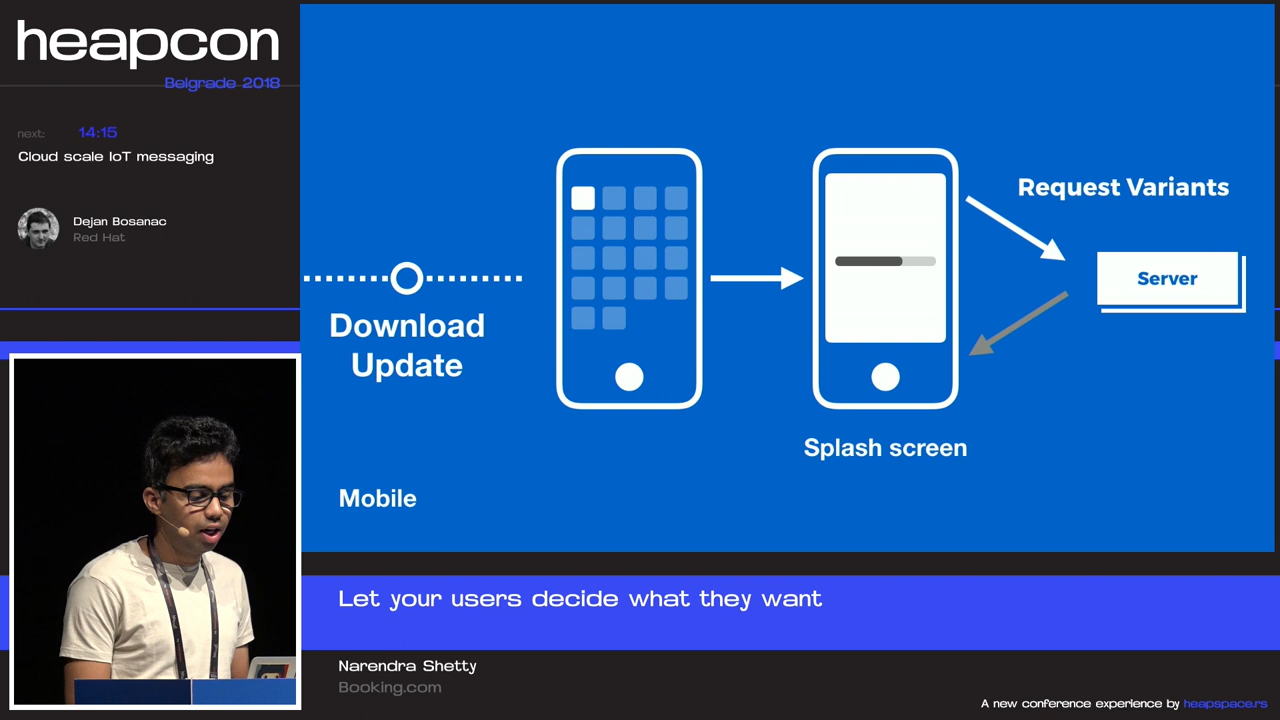 heapcon
Belgrade 2018
next: 14:15
Cloud scale IoT messaging
Dejan Bosanac
Red Hat
Download
Update
Request Variants
Server
Splash screen
Mobile
Let your users decide what they want
Narendra Shetty
Booking.com
A new conference experience by heapspace.rs